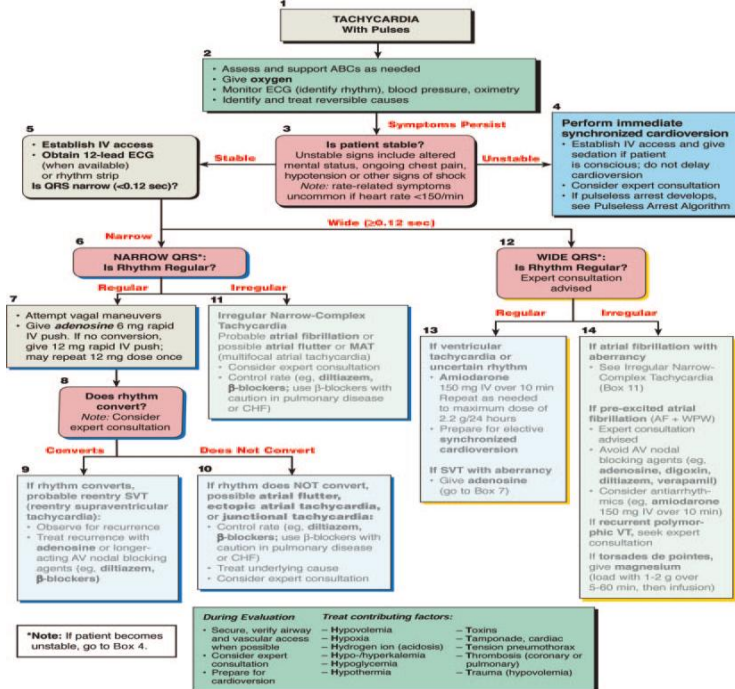 1
TACHYCARDIA
With Pulses
2
• Assess and support ABCs as needed
• Give oxygen
• Monitor ECG (identify rhythm), blood pressure, oximetry
• Identify and treat reversible causes
Symptoms Persist
3
Is patient stable?
Unstable signs include altered
mental status, ongoing chest pain,
hypotension or other signs of shock
Note: rate-related symptoms
uncommon if heart rate <150/min
Stable
Unstable
4
Perform immediate
synchronized cardioversion
• Establish IV access and give
sedation if patient
is conscious; do not delay
cardioversion
• Consider expert consultation
• If pulseless arrest develops,
see Pulseless Arrest Algorithm
5
• Establish IV access
• Obtain 12-lead ECG
(when available)
or rhythm strip
Is QRS narrow (<0.12 sec)?
Narrow
Wide (≥0.12 sec)
6
NARROW QRS*:
Is Rhythm Regular?
Regular
Irregular
7
• Attempt vagal maneuvers
• Give adenosine 6 mg rapid
IV push. If no conversion,
give 12 mg rapid IV push;
may repeat 12 mg dose once
11
Irregular Narrow-Complex
Tachycardia
Probable atrial fibrillation or
possible atrial flutter or MAT
(multifocal atrial tachycardia)
• Consider expert consultation
• Control rate (eg, diltiazem,
β-blockers; use β-blockers with
caution in pulmonary disease
or CHF)
8
Does rhythm
convert?
Note: Consider
expert consultation
Converts
Does Not Convert
9
If rhythm converts,
probable reentry SVT
(reentry supraventricular
tachycardia):
• Observe for recurrence
• Treat recurrence with
adenosine or longer-
acting AV nodal blocking
agents (eg, diltiazem,
β-blockers)
10
If rhythm does NOT convert,
possible atrial flutter,
ectopic atrial tachycardia,
or junctional tachycardia:
• Control rate (eg, diltiazem,
β-blockers; use β-blockers with
caution in pulmonary disease
or CHF)
• Treat underlying cause
• Consider expert consultation
12
WIDE QRS*:
Is Rhythm Regular?
Expert consultation
advised
Regular
Irregular
13
If ventricular
tachycardia or
uncertain rhythm
• Amiodarone
150 mg IV over 10 min
Repeat as needed
to maximum dose of
2.2 g/24 hours
• Prepare for elective
synchronized
cardioversion
If SVT with aberrancy
• Give adenosine
(go to Box 7)
14
If atrial fibrillation with
aberrancy
• See Irregular Narrow-
Complex Tachycardia
(Box 11)
If pre-excited atrial
fibrillation (AF + WPW)
• Expert consultation
advised
• Avoid AV nodal
blocking agents (eg,
adenosine, digoxin,
diltiazem, verapamil)
• Consider antiarrhyth-
mics (eg, amiodarone
150 mg IV over 10 min)
If recurrent polymor-
phic VT, seek expert
consultation
If torsades de pointes,
give magnesium
(load with 1-2 g over
5-60 min, then infusion)
*Note: If patient becomes
unstable, go to Box 4.
During Evaluation
• Secure, verify airway
and vascular access
when possible
• Consider expert
consultation
• Prepare for
cardioversion
Treat contributing factors:
– Hypovolemia
– Hypoxia
– Hydrogen ion (acidosis)
– Hypo-/hyperkalemia
– Hypoglycemia
– Hypothermia
– Toxins
– Tamponade, cardiac
– Tension pneumothorax
– Thrombosis (coronary or
pulmonary)
– Trauma (hypovolemia)